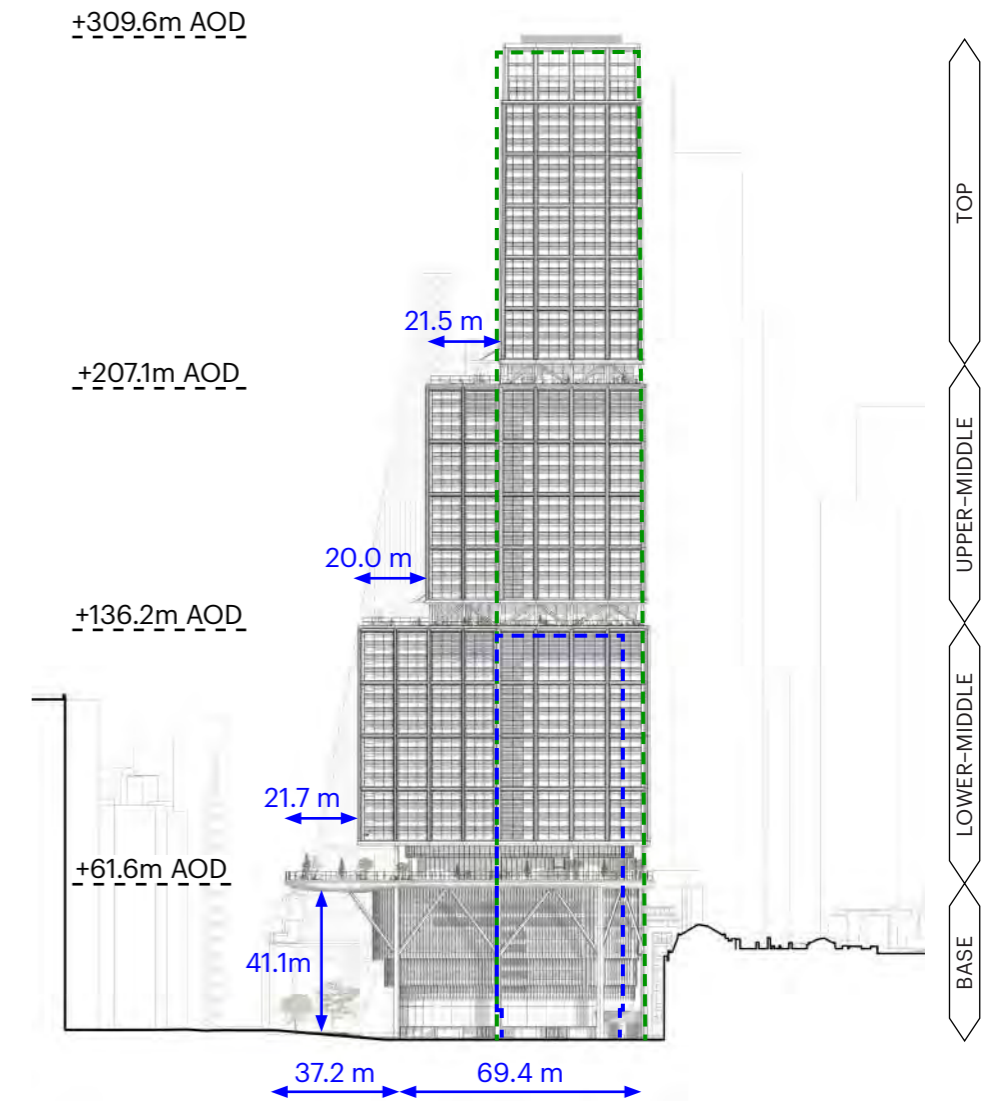 +309.6m AOD
TOP
21.5 m
+207.1m AOD
UPPER-MIDDLE
20.0 m
+136.2m AOD
LOWER-MIDDLE
21.7 m
+61.6m AOD
BASE
41.1m
37.2 m
69.4 m